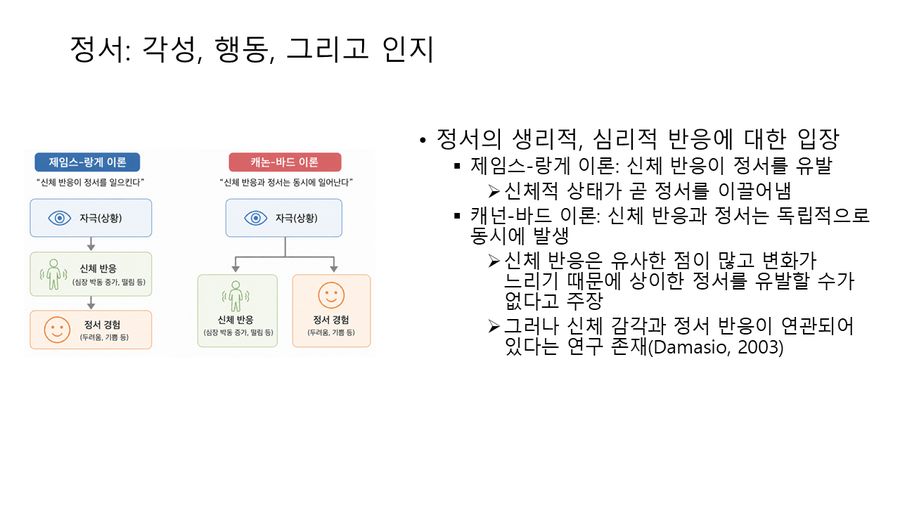 정서: 각성, 행동, 그리고 인지
제임스-랑게 이론
"신체 반응이 정서를 일으킨다"
자극(상황)
신체 반응
(심장 박동 증가, 떨림 등)
정서 경험
(두려움, 기쁨 등)
캐논-바드 이론
"신체 반응과 정서는 동시에 일어난다"
자극(상황)
신체 반응
(심장 박동 증가, 떨림 등)
정서 경험
(두려움, 기쁨 등)
• 정서의 생리적, 심리적 반응에 대한 입장
▪ 제임스-랑게 이론: 신체 반응이 정서를 유발
➢신체적 상태가 곧 정서를 이끌어냄
▪ 캐넌-바드 이론: 신체 반응과 정서는 독립적으로
동시에 발생
➢신체 반응은 유사한 점이 많고 변화가
느리기 때문에 상이한 정서를 유발할 수가
없다고 주장
➢그러나 신체 감각과 정서 반응이 연관되어
있다는 연구 존재(Damasio, 2003)